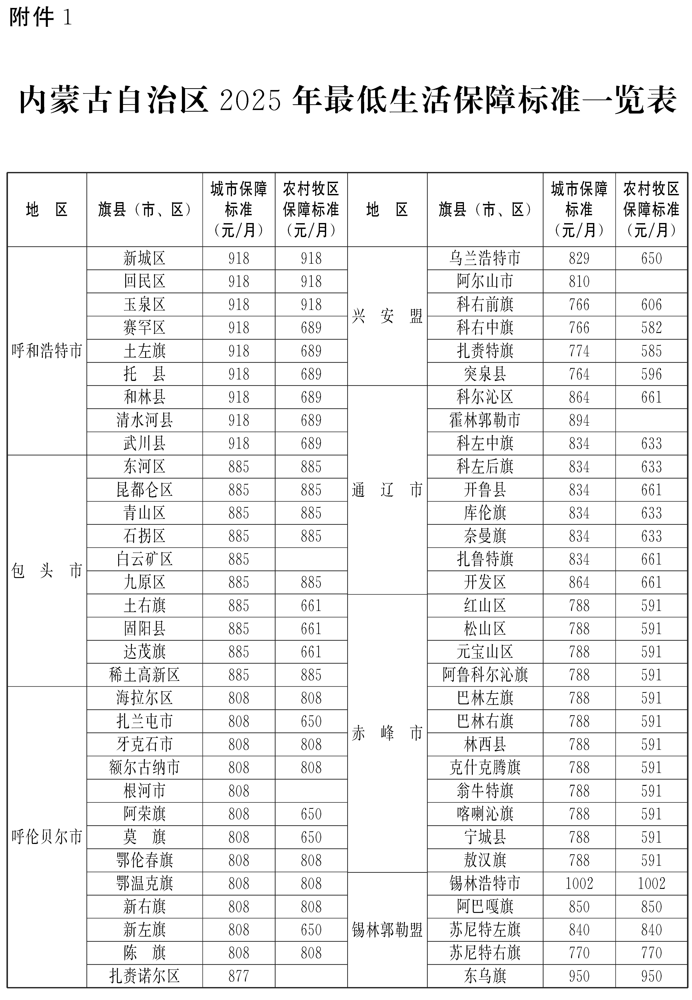 附件 1
内蒙古自治区 2025 年最低生活保障标准一览表
地 区 旗县（市、区） 城市保障标准（元/月） 农村牧区保障标准（元/月） 地 区 旗县（市、区） 城市保障标准（元/月） 农村牧区保障标准（元/月）
呼和浩特市 新城区 918 918 兴安盟 乌兰浩特市 829 650
回民区 918 918 阿尔山市 810
玉泉区 918 918 科右前旗 766 606
赛罕区 918 689 科右中旗 766 582
土左旗 918 689 扎赉特旗 774 585
托 县 918 689 突泉县 764 596
和林县 918 689 通辽市 科尔沁区 864 661
清水河县 918 689 霍林郭勒市 894
武川县 918 689 科左中旗 834 633
包头市 东河区 885 885 科左后旗 834 633
昆都仑区 885 885 开鲁县 834 661
青山区 885 885 库伦旗 834 633
石拐区 885 885 奈曼旗 834 633
白云矿区 885 扎鲁特旗 834 661
九原区 885 885 开发区 864 661
土右旗 885 661 赤峰市 红山区 788 591
固阳县 885 661 松山区 788 591
达茂旗 885 661 元宝山区 788 591
稀土高新区 885 885 阿鲁科尔沁旗 788 591
呼伦贝尔市 海拉尔区 808 808 巴林左旗 788 591
扎兰屯市 808 650 巴林右旗 788 591
牙克石市 808 808 林西县 788 591
额尔古纳市 808 808 克什克腾旗 788 591
根河市 808 翁牛特旗 788 591
阿荣旗 808 650 喀喇沁旗 788 591
莫 旗 808 650 宁城县 788 591
鄂伦春旗 808 808 敖汉旗 788 591
鄂温克旗 808 808 锡林郭勒盟 锡林浩特市 1002 1002
新右旗 808 808 阿巴嘎旗 850 850
新左旗 808 650 苏尼特左旗 840 840
陈 旗 808 808 苏尼特右旗 770 770
扎赉诺尔区 877 东乌旗 950 950